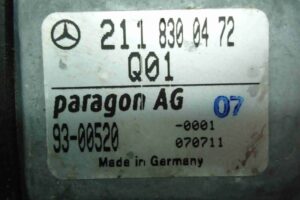 211 830 04 72
Q01
paragon AG 07
93-00520 -0001
070711
Made in Germany